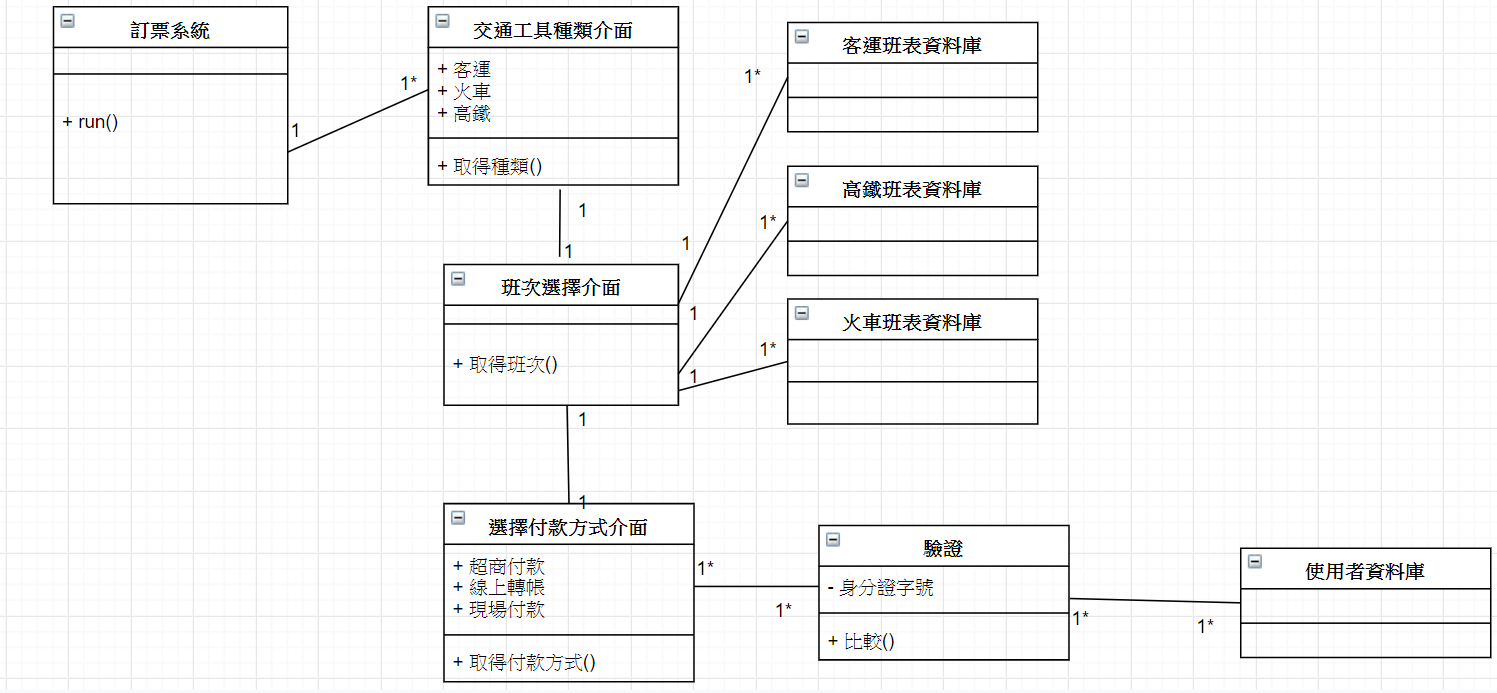 訂票系統
+ run()
1
1*
交通工具種類介面
+ 客運
+ 火車
+ 高鐵
+ 取得種類()
1
1
班次選擇介面
+ 取得班次()
1
1*
客運班表資料庫
1
1*
高鐵班表資料庫
1
1*
火車班表資料庫
1
1
選擇付款方式介面
+ 超商付款
+ 線上轉帳
+ 現場付款
+ 取得付款方式()
1*
1*
驗證
- 身分證字號
+ 比較()
1*
1*
使用者資料庫